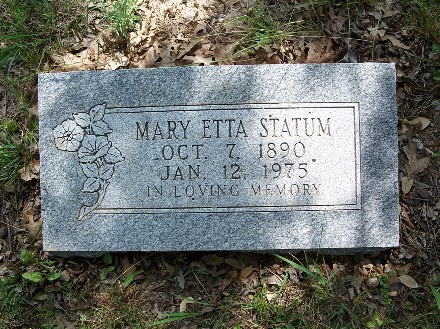 MARY ETTA STATUM
OCT. 7, 1890
JAN. 12, 1975
IN LOVING MEMORY